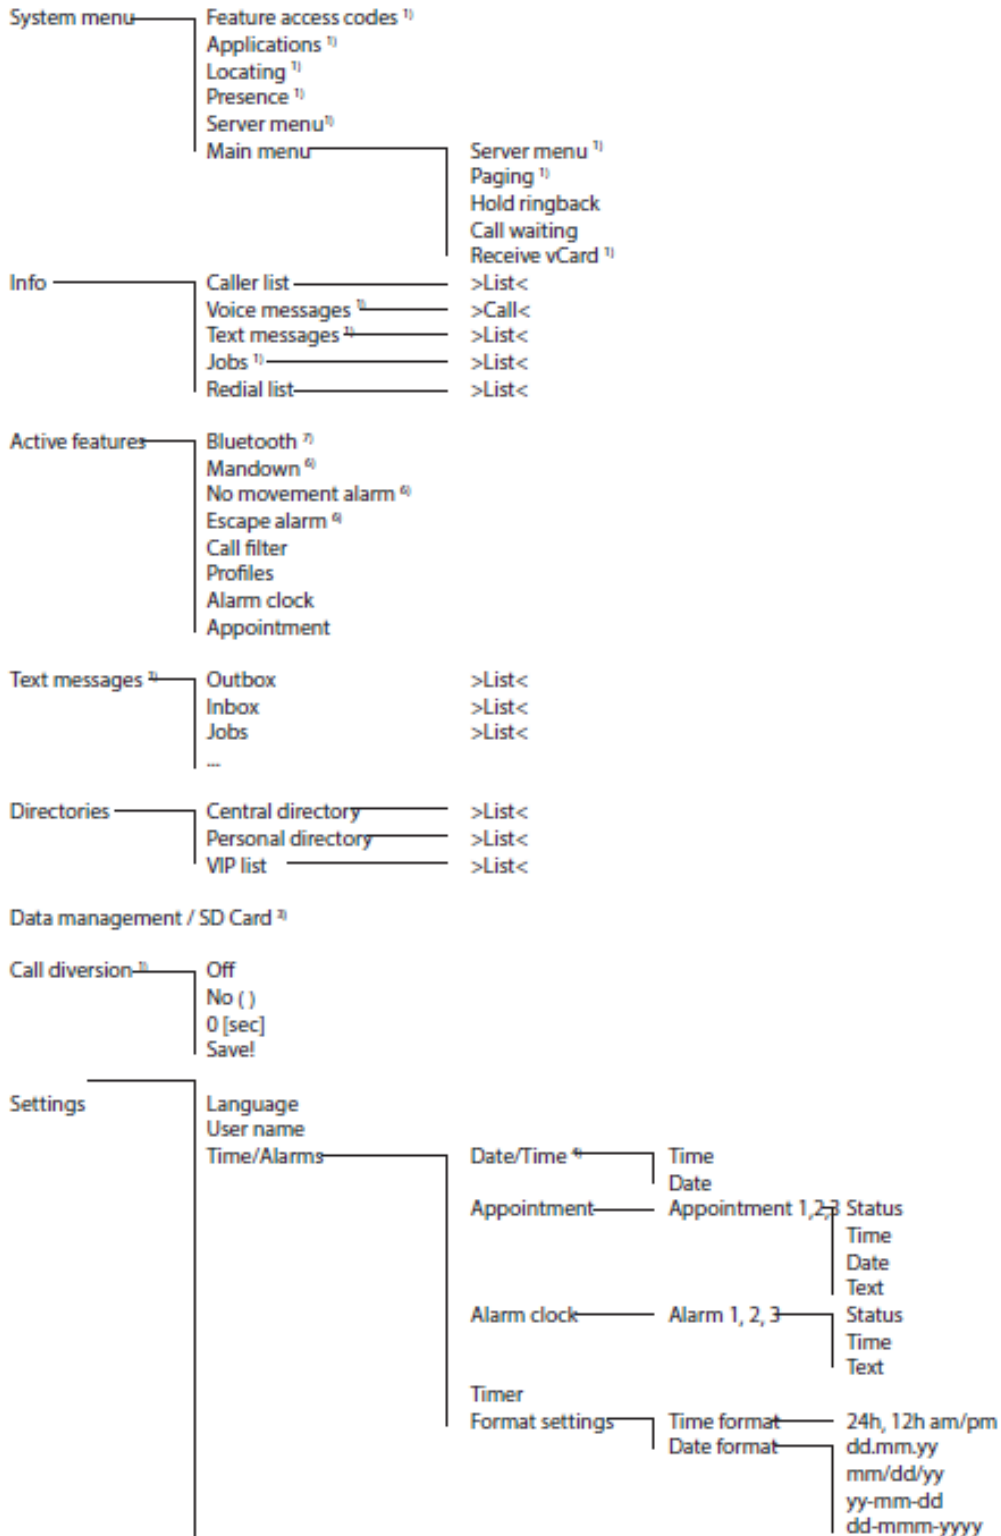 System menu Feature access codes 1)
Applications 1)
Locating 1)
Presence 1)
Server menu1)
Main menu Server menu 1)
Paging 1)
Hold ringback
Call waiting
Receive vCard 1)
Info Caller list >List<
Voice messages 1) >Call<
Text messages 1) >List<
Jobs 1) >List<
Redial list >List<
Active features Bluetooth 7)
Mandown 6)
No movement alarm 6)
Escape alarm 6)
Call filter
Profiles
Alarm clock
Appointment
Text messages Outbox >List<
Inbox >List<
Jobs >List<
...
Directories Central directory >List<
Personal directory >List<
VIP list >List<
Data management / SD Card 3)
Call diversion 1) Off
No ( )
0 [sec]
Save!
Settings Language
User name
Time/Alarms Date/Time 4) Time
Date
Appointment Appointment 1,2,3 Status
Time
Date
Text
Alarm clock Alarm 1, 2, 3 Status
Time
Text
Timer
Format settings Time format 24h, 12h am/pm
Date format dd.mm.yy
mm/dd/yy
yy-mm-dd
dd-mmm-yyyy